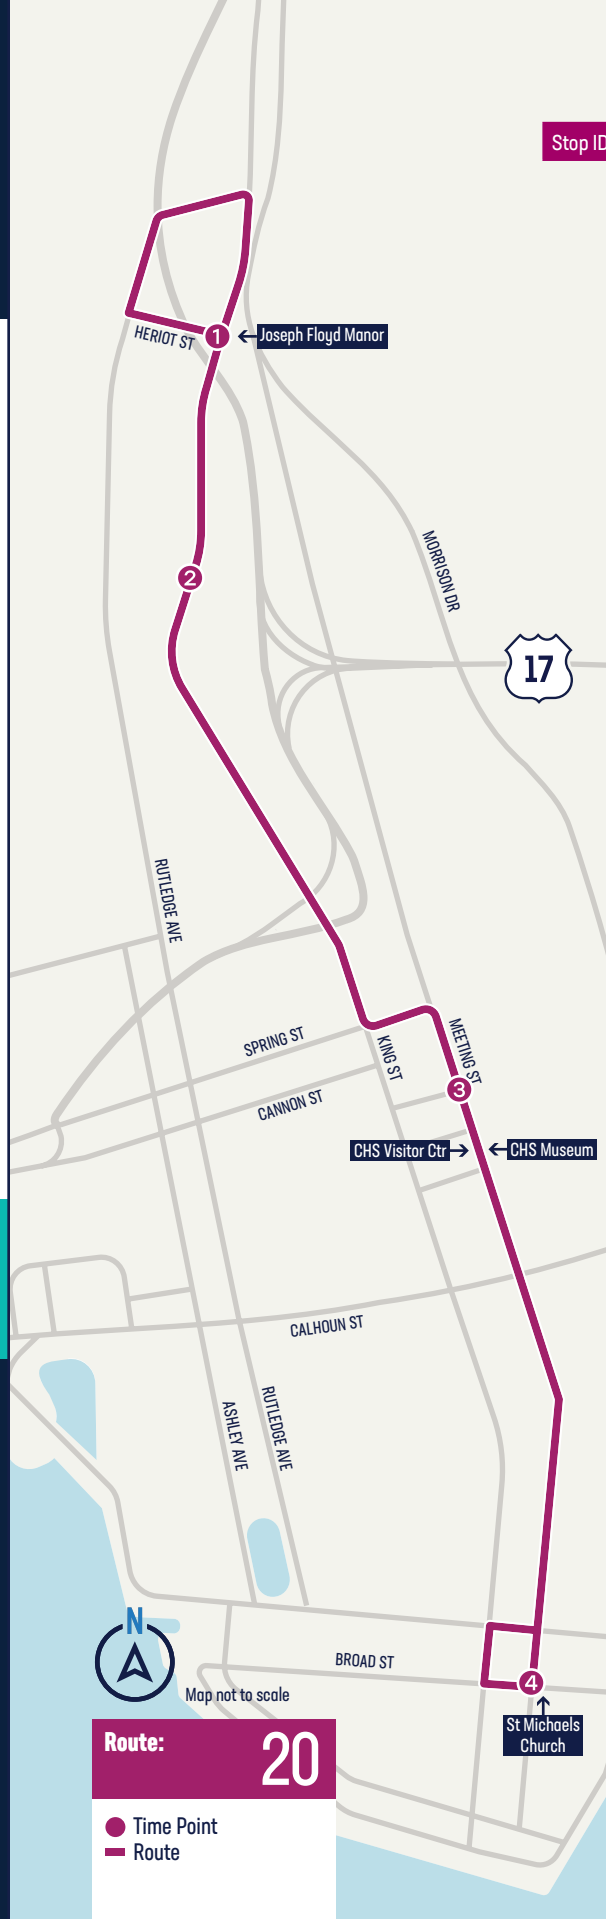 Stop ID
HERIOT ST
1
Joseph Floyd Manor
MORRISON DR
2
17
RUTLEDGE AVE
SPRING ST
KING ST
MEETING ST
3
CANNON ST
CHS Visitor Ctr
CHS Museum
CALHOUN ST
ASHLEY AVE
RUTLEDGE AVE
N
BROAD ST
4
Map not to scale
St Michaels
Church
Route:
20
Time Point
Route